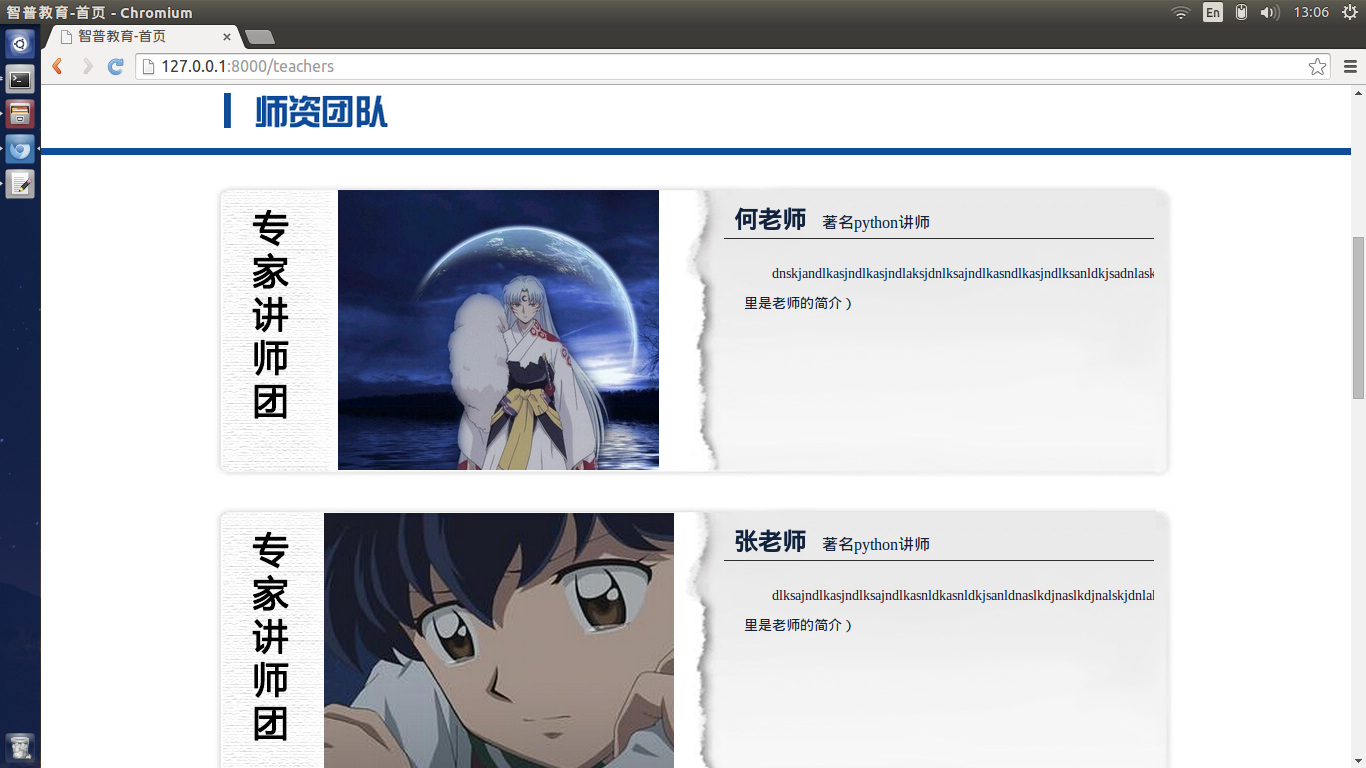 智普教育-首页 - Chromium
En
13:06
智普教育-首页
127.0.0.1:8000/teachers
师资团队
专家讲师团
何老师 著名python讲师
dnskjandlkasjndlkasjndlaksjdnlksajndlkasndlkasjndlksanldkjsadnlask
里是老师的简介）
专家讲师团
张老师 著名python讲师
dlksajndlkasjndlksajndlkasnldkasnldkjsanldnaslkdjnaslkdjnalskjdnlal
里是老师的简介）